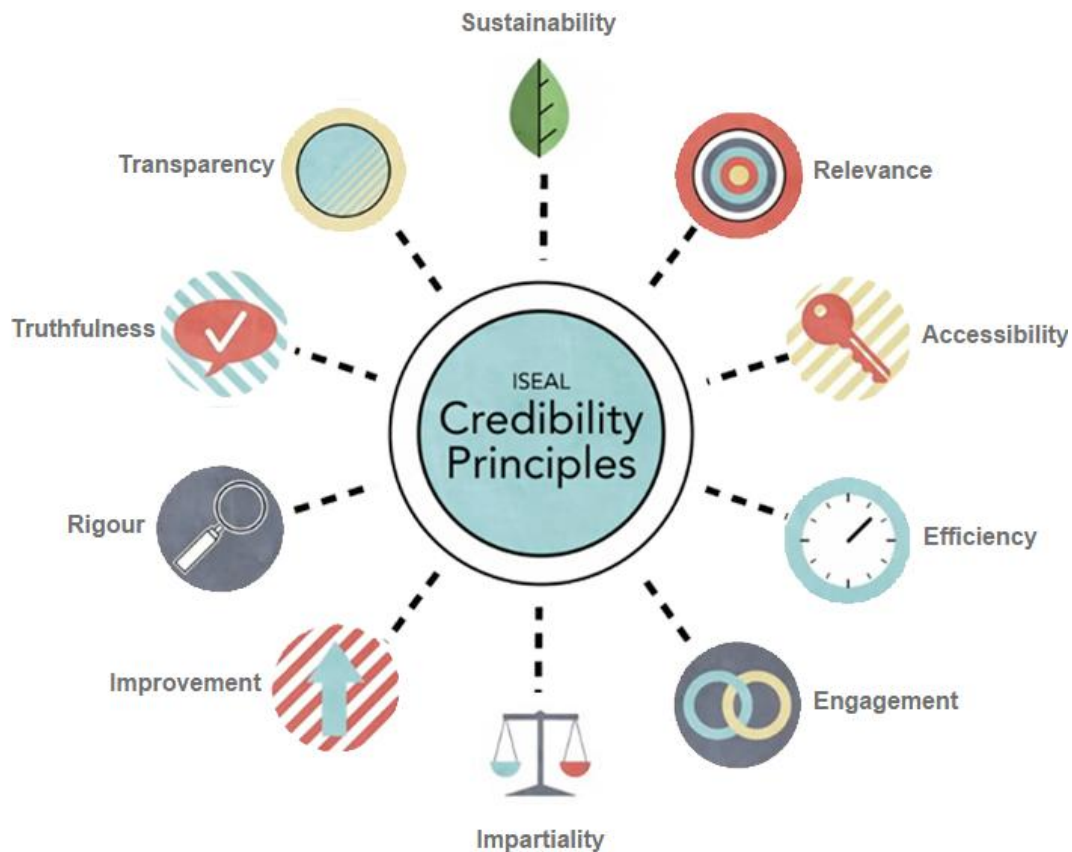 Sustainability
Transparency
Relevance
Truthfulness
Accessibility
ISEAL
Credibility
Principles
Rigour
Efficiency
Improvement
Engagement
Impartiality